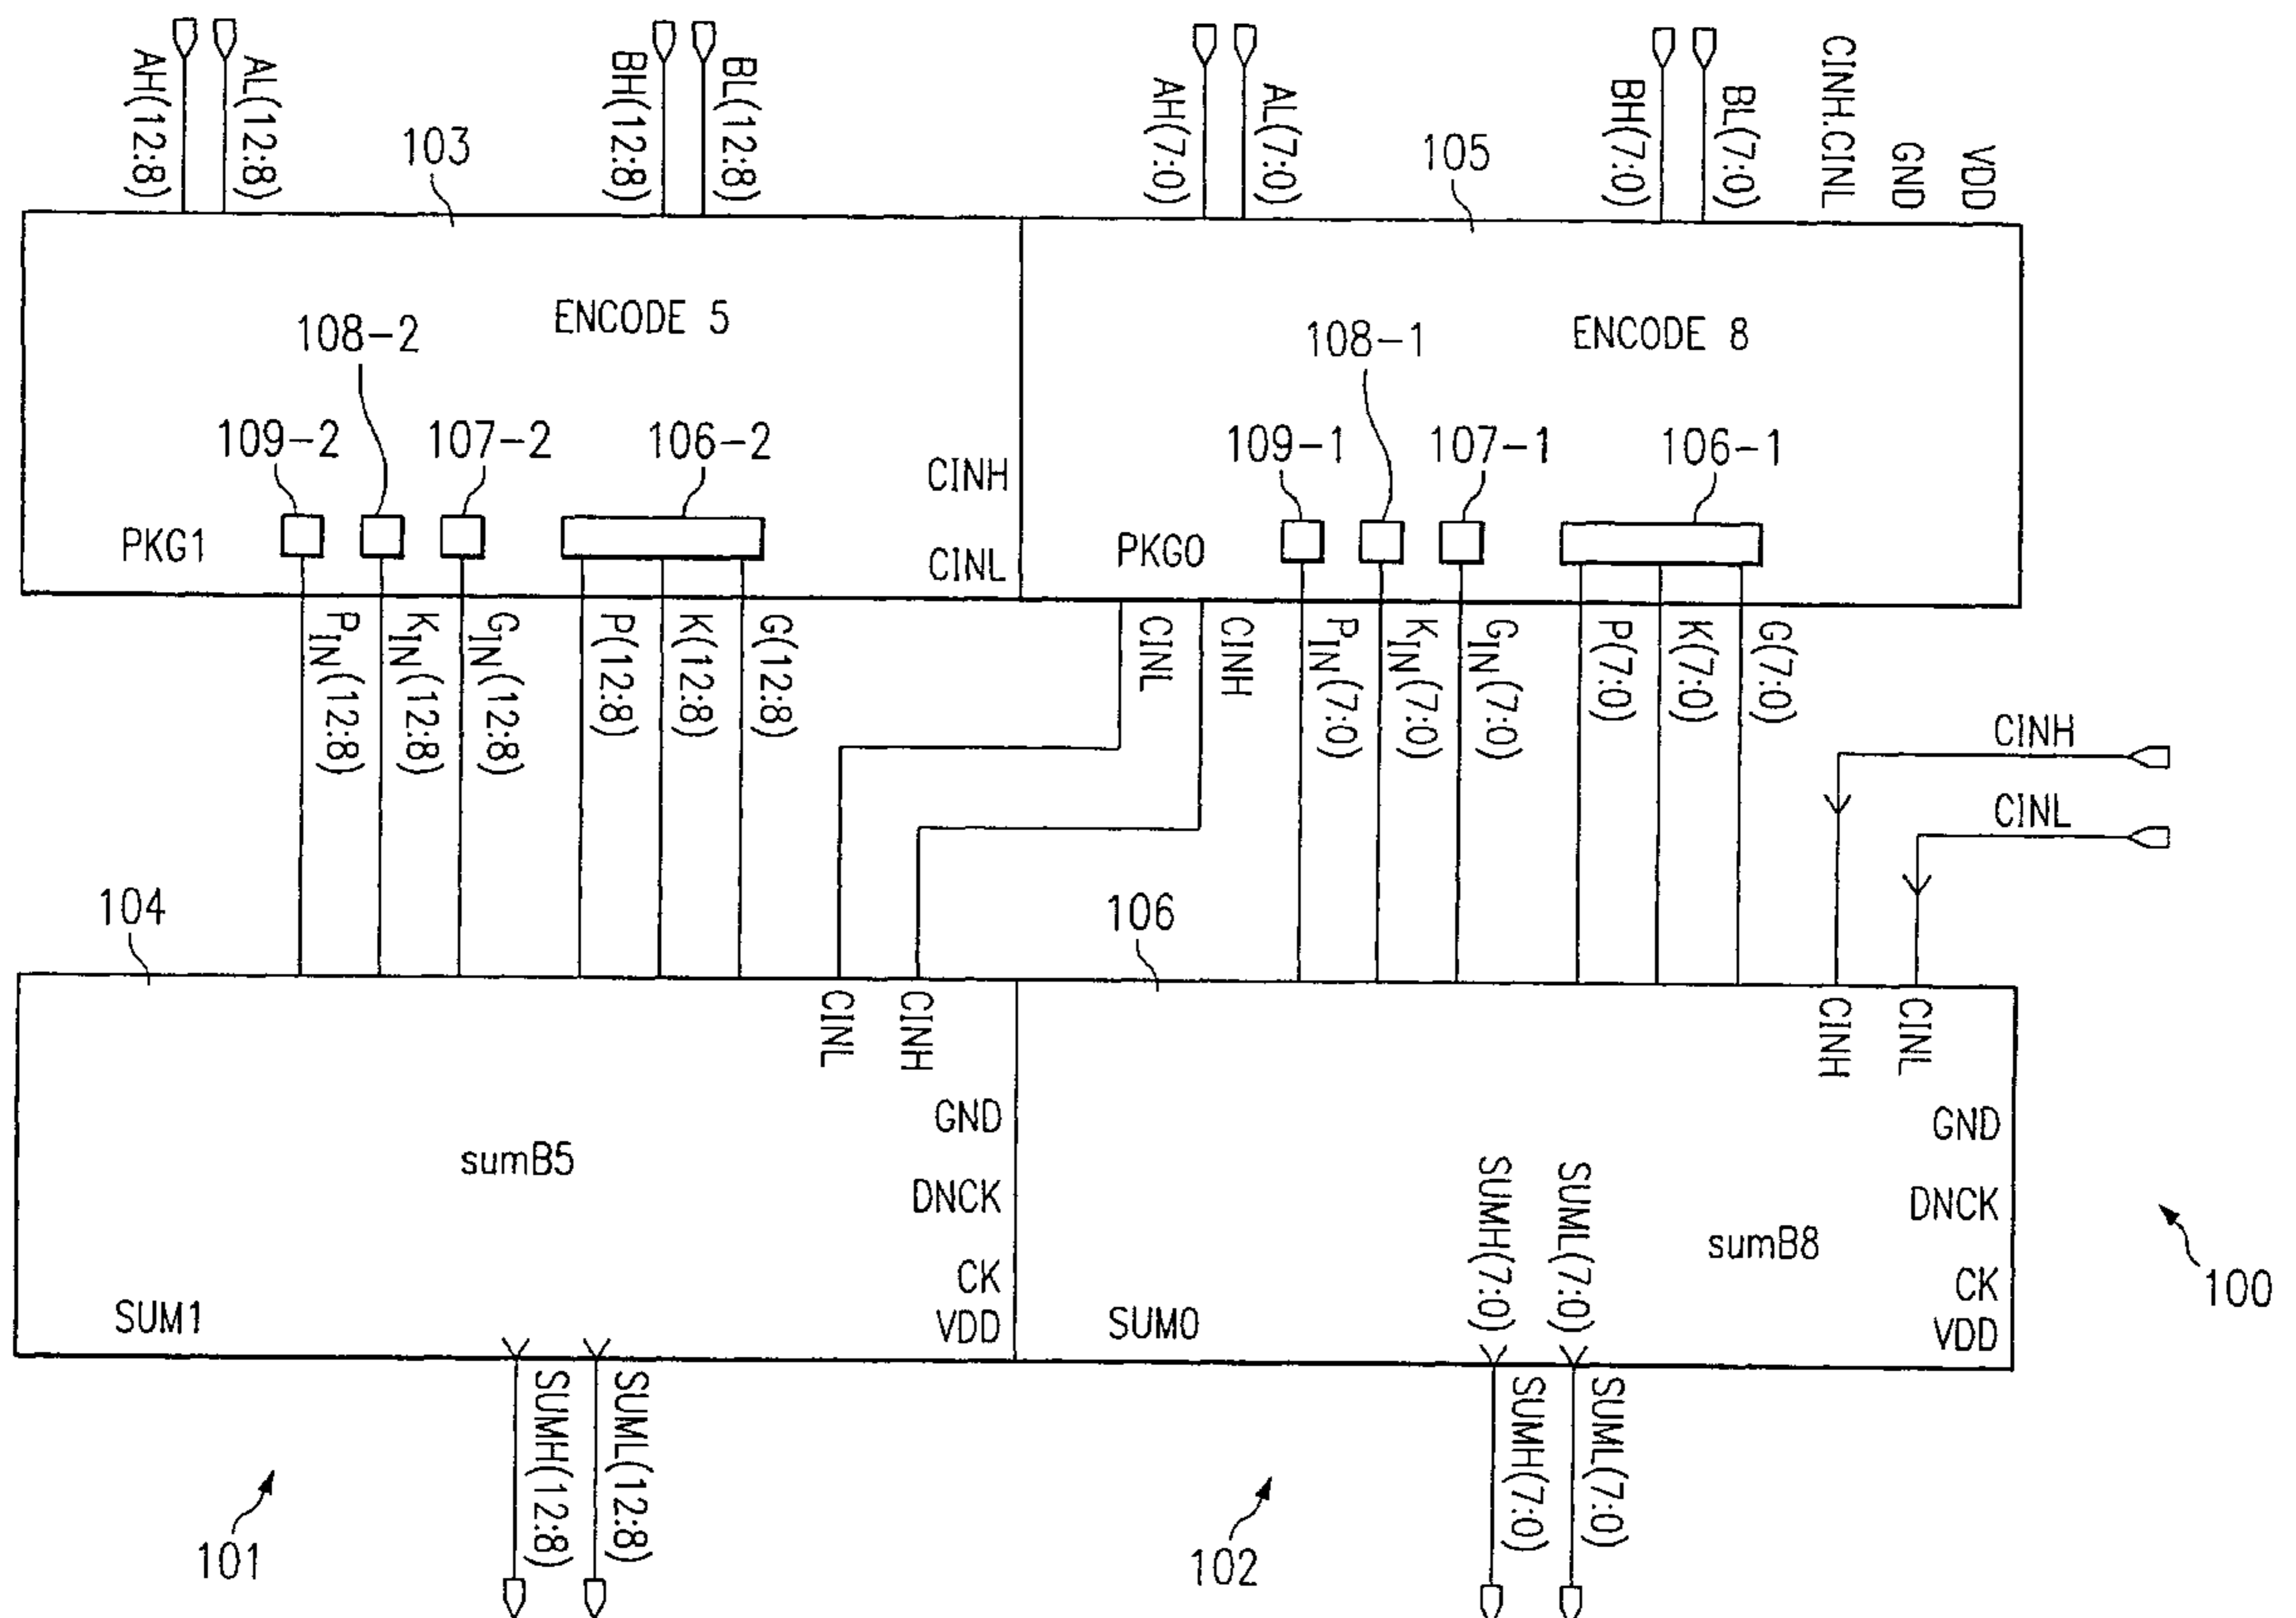 AH(12:8)
AL(12:8)
BH(12:8)
BL(12:8)
AH(7:0)
AL(7:0)
BH(7:0)
BL(7:0)
CINH.CINL
GND
VDD
103
105
ENCODE 5
ENCODE 8
108-2
108-1
109-2
107-2
106-2
109-1
107-1
106-1
CINH
CINL
PKG1
PKG0
PIN(12:8)
KIN(12:8)
GIN(12:8)
P(12:8)
K(12:8)
G(12:8)
CINL
CINH
PIN(7:0)
KIN(7:0)
GIN(7:0)
P(7:0)
K(7:0)
G(7:0)
CINH
CINL
104
106
CINL
CINH
CINH
CINL
GND
DNCK
CK
VDD
sumB5
SUM1
SUMH(7:0)
SUML(7:0)
sumB8
GND
DNCK
CK
VDD
SUM0
100
SUMH(12:8)
SUML(12:8)
SUMH(7:0)
SUML(7:0)
101
102